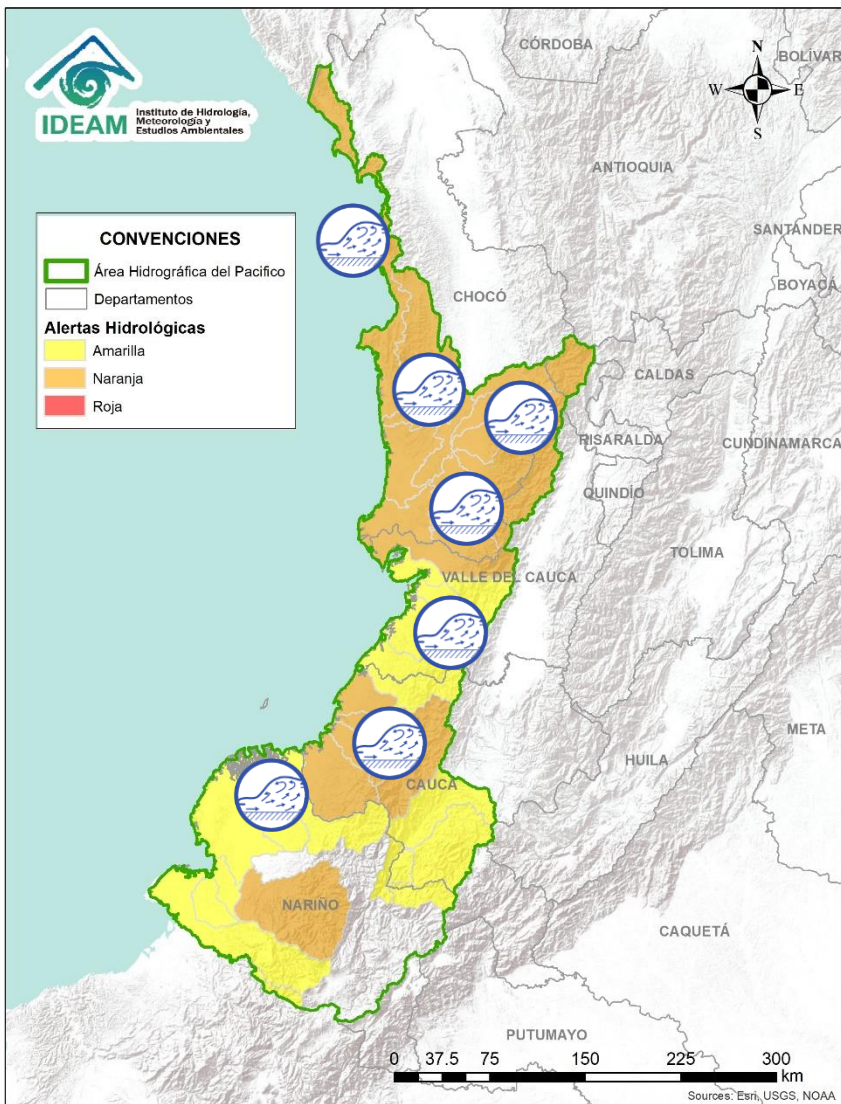 IDEAM
Instituto de Hidrología,
Meteorología y
Estudios Ambientales
CÓRDOBA
BOLÍVAR
N
W
E
S
ANTIOQUIA
SANTANDER
BOYACÁ
CONVENCIONES
Área Hidrográfica del Pacifico
Departamentos
Alertas Hidrológicas
Amarilla
Naranja
Roja
CHOCÓ
CALDAS
RISARALDA
CUNDINAMARCA
QUINDÍO
TOLIMA
VALLE DEL CAUCA
META
HUILA
CAUCA
NARIÑO
CAQUETÁ
PUTUMAYO
0 37.5 75 150 225 300
km
Sources: Esri, USGS, NOAA